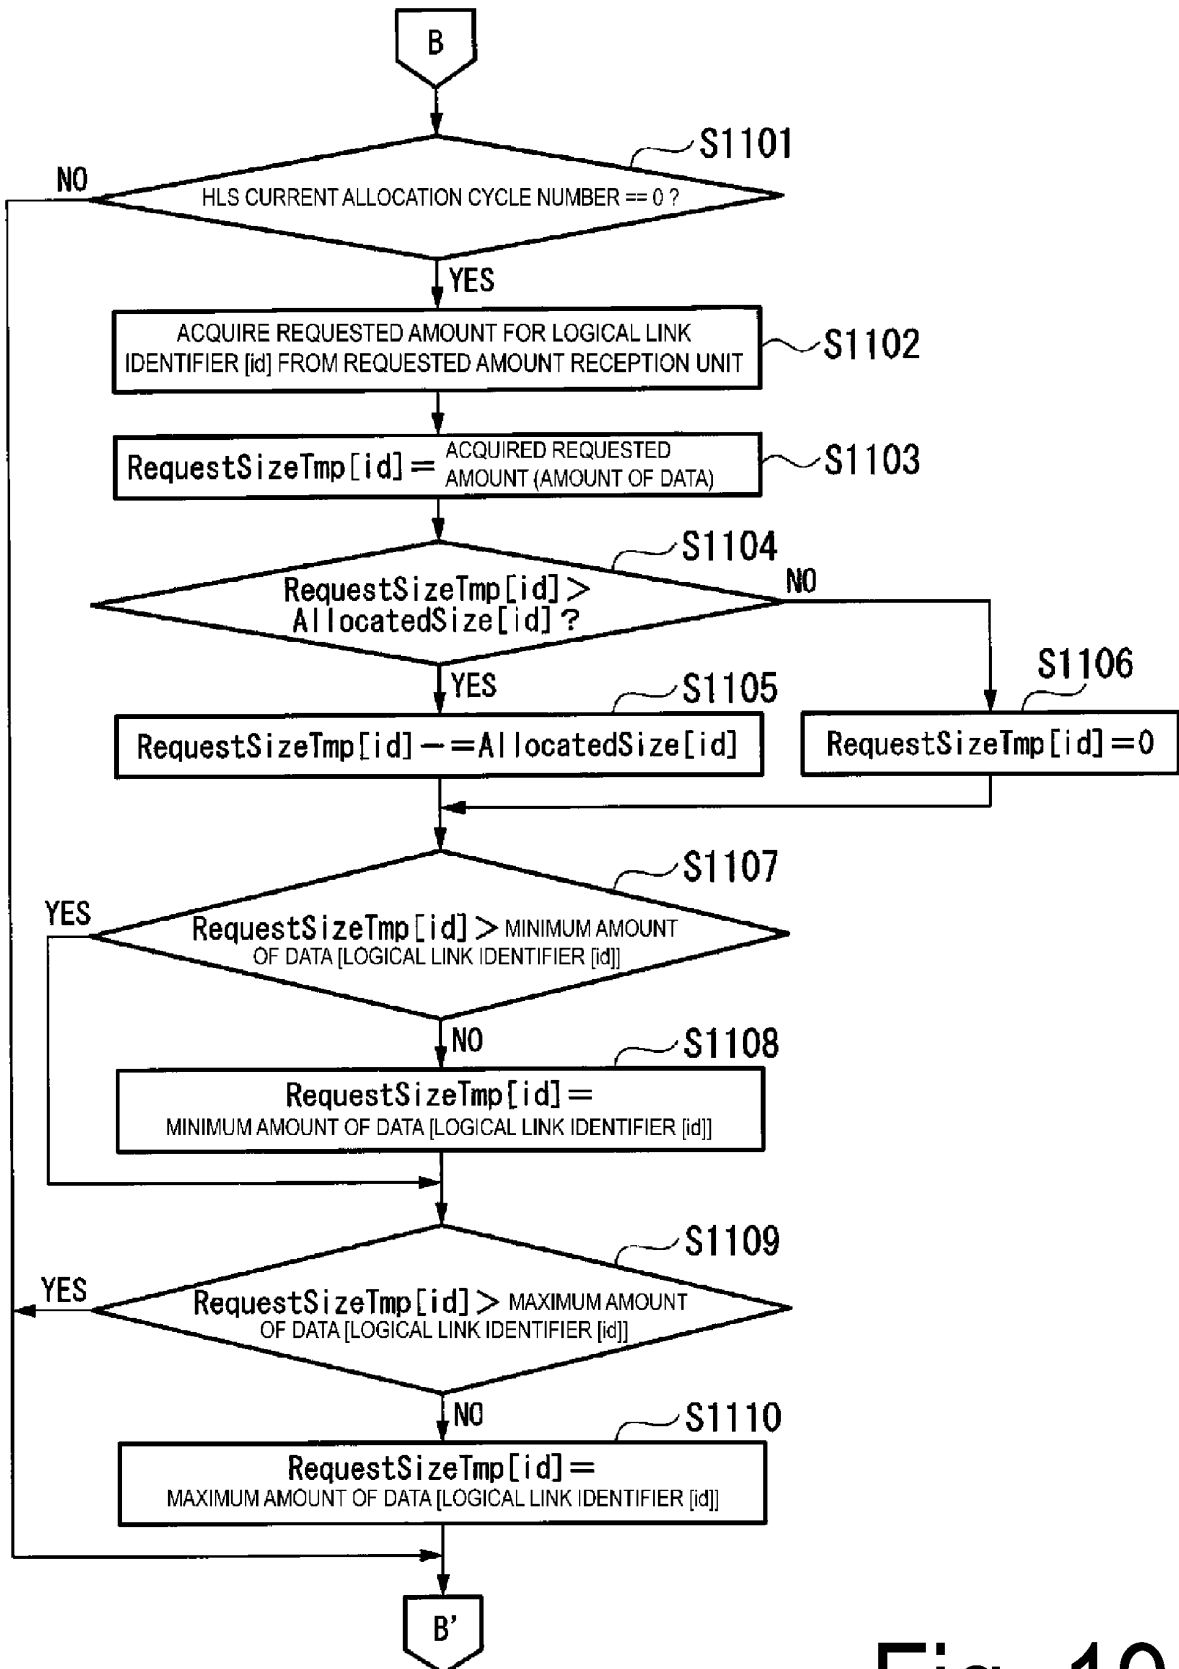 B
S1101
NO
HLS CURRENT ALLOCATION CYCLE NUMBER == 0 ?
YES
ACQUIRE REQUESTED AMOUNT FOR LOGICAL LINK
IDENTIFIER [id] FROM REQUESTED AMOUNT RECEPTION UNIT
S1102
RequestSizeTmp[id]= ACQUIRED REQUESTED
AMOUNT (AMOUNT OF DATA)
S1103
S1104
RequestSizeTmp[id]>
AllocatedSize[id]?
NO
YES
S1105
S1106
RequestSizeTmp[id]-=AllocatedSize[id]
RequestSizeTmp[id]=0
S1107
YES
RequestSizeTmp[id]> MINIMUM AMOUNT
OF DATA [LOGICAL LINK IDENTIFIER [id]]
NO
S1108
RequestSizeTmp[id]=
MINIMUM AMOUNT OF DATA [LOGICAL LINK IDENTIFIER [id]]
S1109
YES
RequestSizeTmp[id]> MAXIMUM AMOUNT
OF DATA [LOGICAL LINK IDENTIFIER [id]]
NO
S1110
RequestSizeTmp[id]=
MAXIMUM AMOUNT OF DATA [LOGICAL LINK IDENTIFIER [id]]
B'